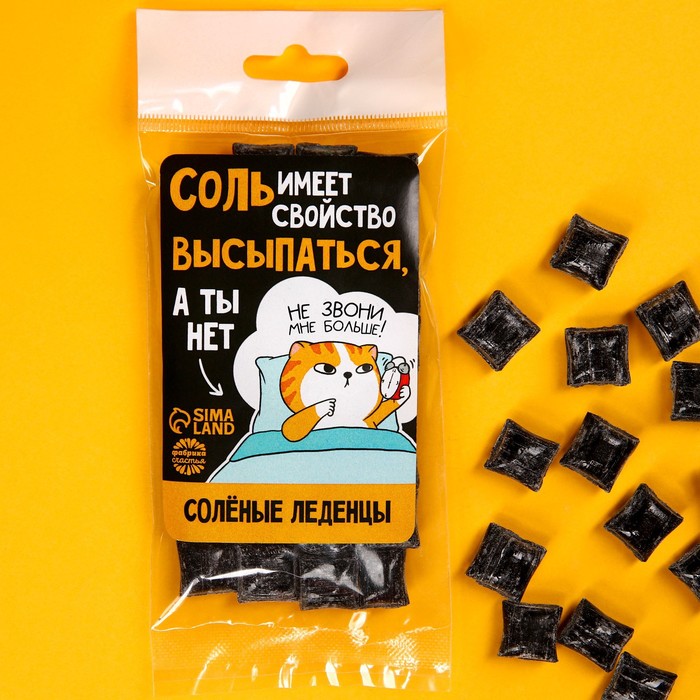 СОЛЬ ИМЕЕТ
СВОЙСТВО
ВЫСЫПАТЬСЯ,
А ТЫ
НЕТ
НЕ ЗВОНИ
МНЕ БОЛЬШЕ!
SIMA
LAND
фабрика
счастья
СОЛЁНЫЕ ЛЕДЕНЦЫ